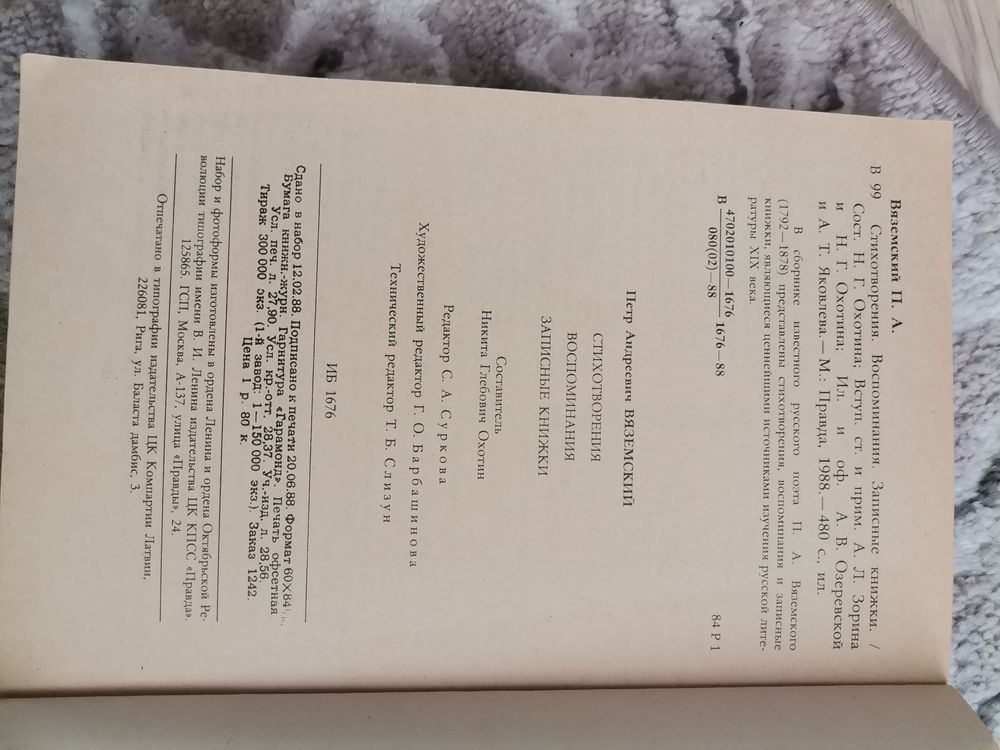 Вяземский П. А.
В 99 Стихотворения. Воспоминания. Записные книжки. /
Сост. Н. Г. Охотина; Вступ. ст. и прим. А. Л. Зорина
и Н. Г. Охотина; Ил. и оф. А. В. Озеревской
и А. Т. Яковлева.— М.: Правда, 1988.— 480 с., ил.
В сборнике известного русского поэта П. А. Вяземского
(1792—1878) представлены стихотворения, воспоминания и записные
книжки, являющиеся ценнейшими источниками изучения русской лите-
ратуры XIX века.
В 4702010100—1676 1676—88
080(02)—88
84 Р 1
Петр Андреевич ВЯЗЕМСКИЙ
СТИХОТВОРЕНИЯ
ВОСПОМИНАНИЯ
ЗАПИСНЫЕ КНИЖКИ
Составитель
Никита Глебович Охотин
Редактор С. А. Суркова
Художественный редактор Г. О. Барбашинова
Технический редактор Т. Б. Слизун
ИБ 1676
Сдано в набор 12.02.88. Подписано к печати 20.06.88. Формат 60×84¹/₁₆.
Бумага книжн.-журн. Гарнитура «Гарамонд». Печать офсетная
Усл. печ. л. 27,90. Усл. кр.-отт. 28,37. Уч.-изд. л. 28,56.
Тираж 300 000 экз. (1-й завод: 1—150 000 экз.). Заказ 1242.
Цена 1 р. 80 к.
Набор и фотоформы изготовлены в ордена Ленина и ордена Октябрьской Ре-
волюции типографии имени В. И. Ленина издательства ЦК КПСС «Правда».
125865, ГСП, Москва, А-137, улица «Правды», 24.
Отпечатано в типографии издательства ЦК Компартии Латвии,
226081, Рига, ул. Баласта дамбис, 3.